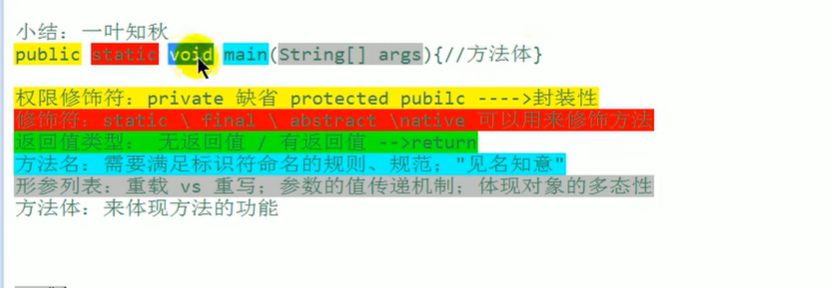 小结：一叶知秋
public static void main(String[] args){//方法体}
权限修饰符：private 缺省 protected pubilc ---->封装性
修饰符：static \ final \ abstract \native 可以用来修饰方法
返回值类型： 无返回值 / 有返回值 -->return
方法名：需要满足标识符命名的规则、规范；"见名知意"
形参列表：重载 vs 重写；参数的值传递机制；体现对象的多态性
方法体：来体现方法的功能